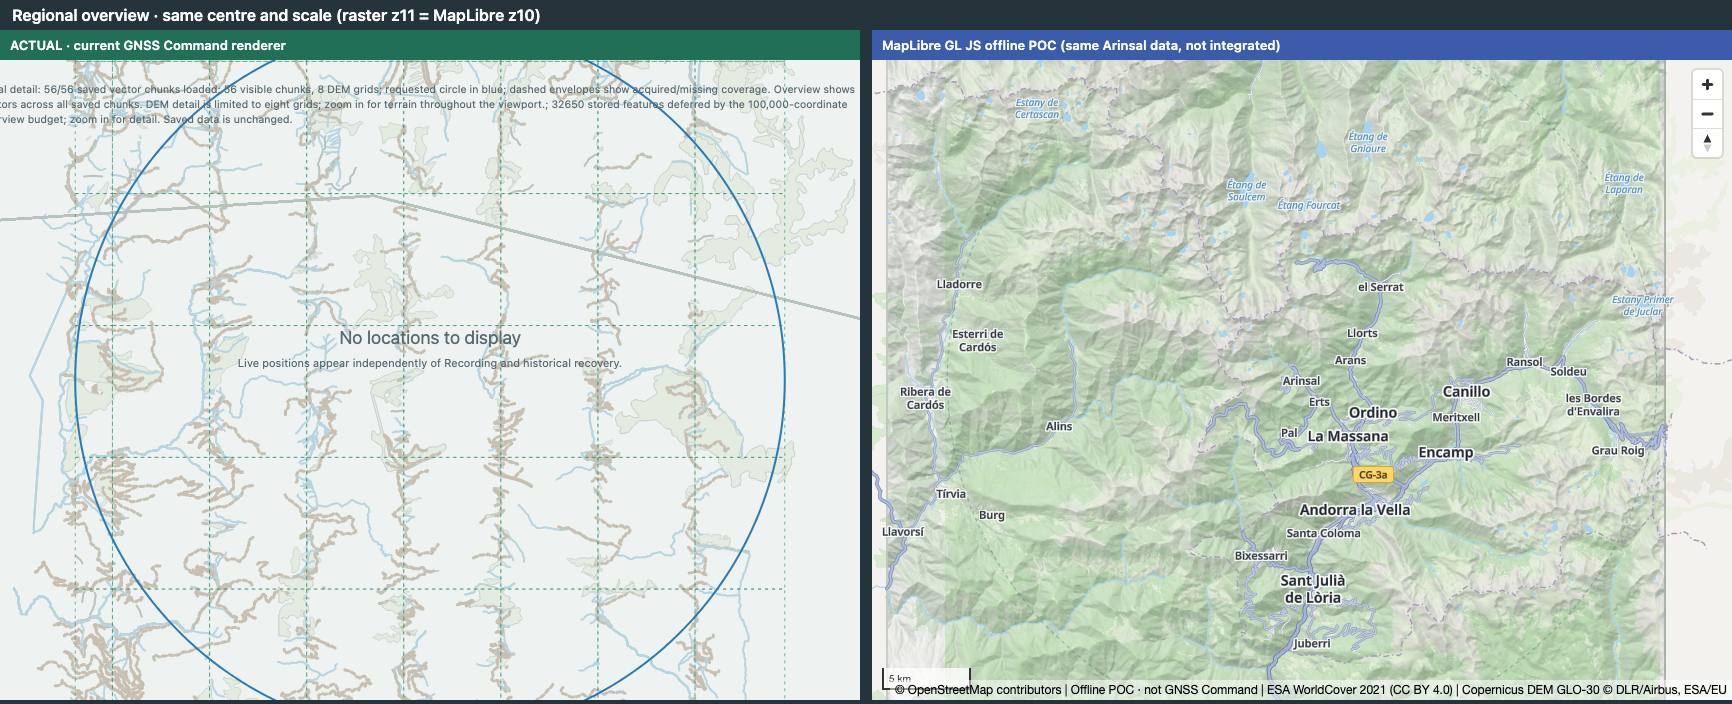 Regional overview · same centre and scale (raster z11 = MapLibre z10)
ACTUAL · current GNSS Command renderer
al detail: 56/56 saved vector chunks loaded: 56 visible chunks, 8 DEM grids; requested circle in blue; dashed envelopes show acquired/missing coverage. Overview shows
tors across all saved chunks. DEM detail is limited to eight grids; zoom in for terrain throughout the viewport.; 32650 stored features deferred by the 100,000-coordinate
rview budget; zoom in for detail. Saved data is unchanged.
No locations to display
Live positions appear independently of Recording and historical recovery.
MapLibre GL JS offline POC (same Arinsal data, not integrated)
Estany de
Certascan
Étang de
Gnioure
Étang de
Soulcem
Étang Fourcat
Étang de
Laparan
Lladorre
el Serrat
Estany Primer
de Juclar
Esterri de
Cardós
Llorts
Arans
Ransol
Soldeu
Arinsal
Ribera de
Cardós
Canillo
Erts
les Bordes
d'Envalira
Ordino
Meritxell
Alins
Pal
La Massana
Encamp
Grau Roig
CG-3a
Tírvia
Burg
Andorra la Vella
Llavorsí
Santa Coloma
Bixessarri
Sant Julià
de Lòria
Juberri
5 km
© OpenStreetMap contributors | Offline POC · not GNSS Command | ESA WorldCover 2021 (CC BY 4.0) | Copernicus DEM GLO-30 © DLR/Airbus, ESA/EU